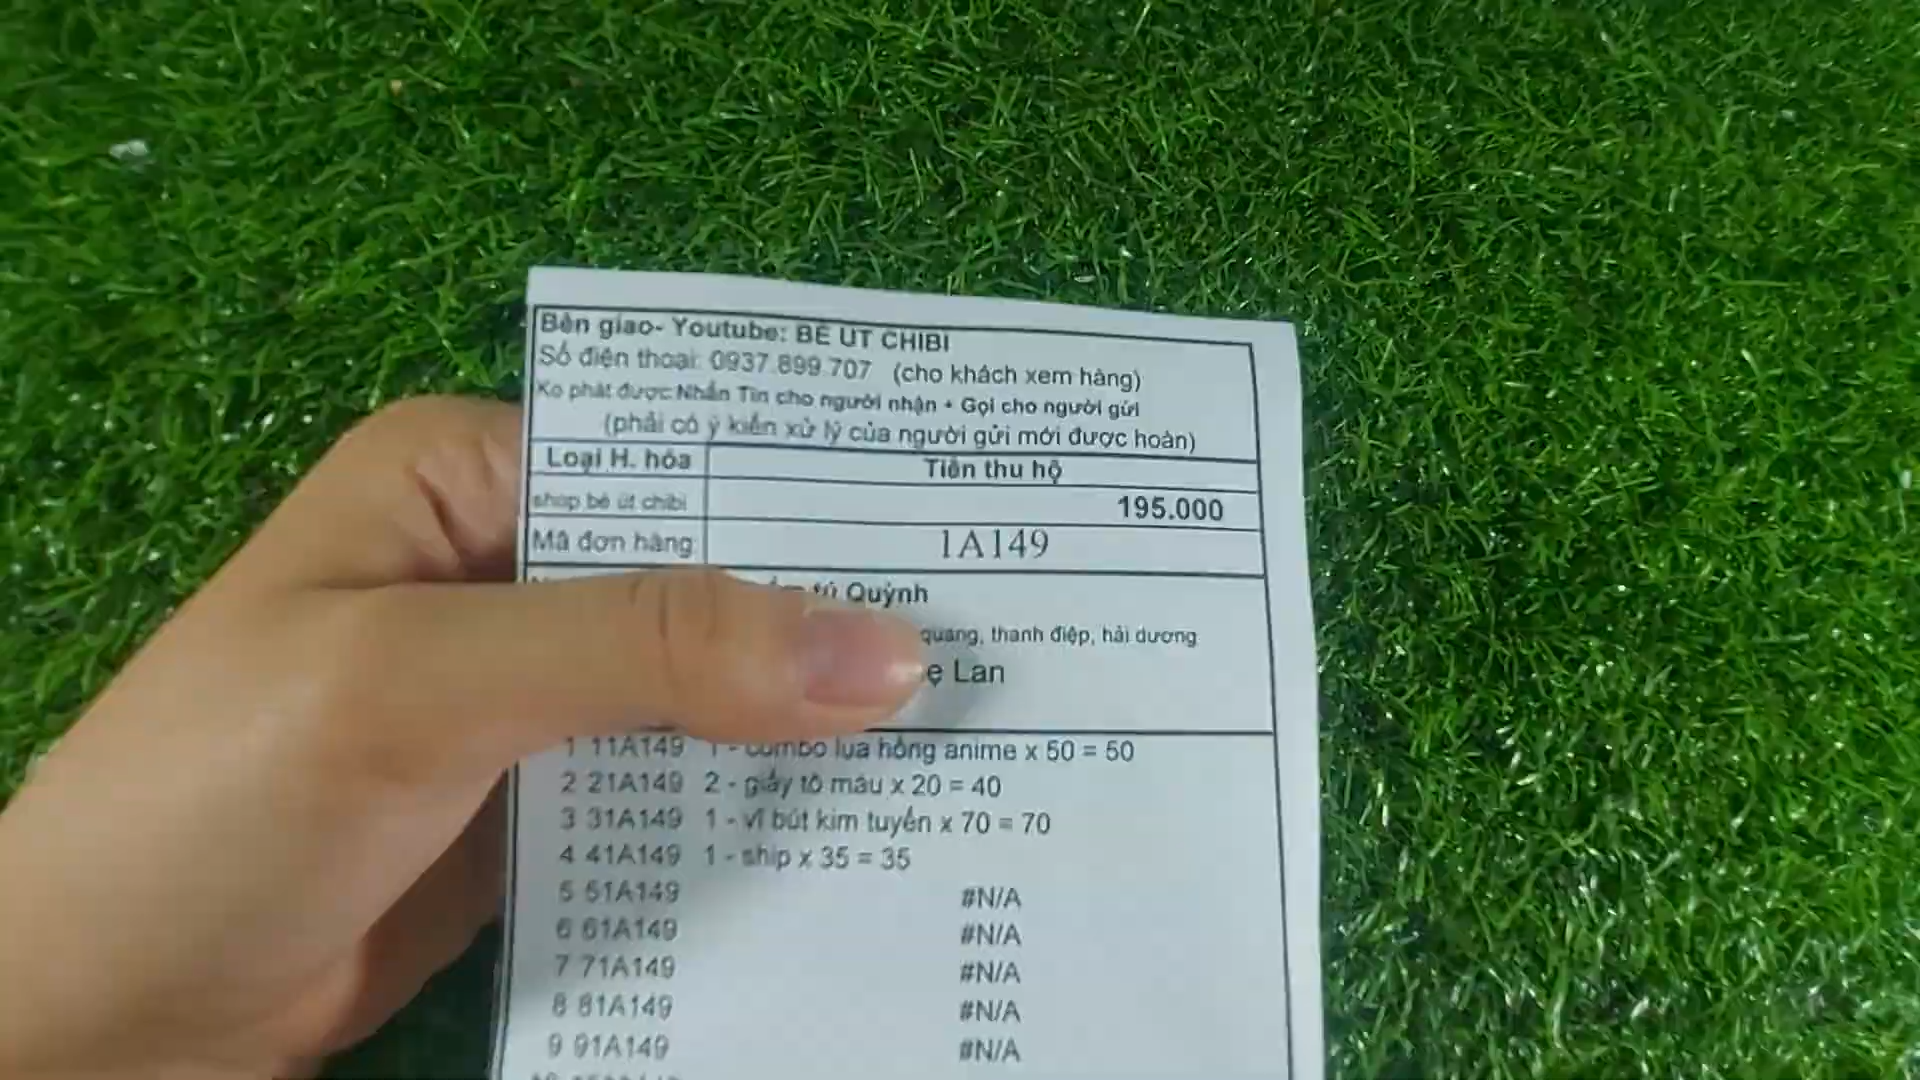 Bên giao- Youtube: BÉ ÚT CHIBI
Số điện thoại: 0937.899.707 (cho khách xem hàng)
Ko phát được Nhắn Tin cho người nhận + Gọi cho người gửi
(phải có ý kiến xử lý của người gửi mới được hoàn)
Loại H. hóa Tiền thu hộ
shop bé út chibi 195.000
Mã đơn hàng: 1A149
tú Quỳnh
quang, thanh điệp, hải dương
Lan
1 11A149 1 - combo lụa hồng anime x 50 = 50
2 21A149 2 - giấy tô màu x 20 = 40
3 31A149 1 - vỉ bút kim tuyến x 70 = 70
4 41A149 1 - ship x 35 = 35
5 51A149 #N/A
6 61A149 #N/A
7 71A149 #N/A
8 81A149 #N/A
9 91A149 #N/A